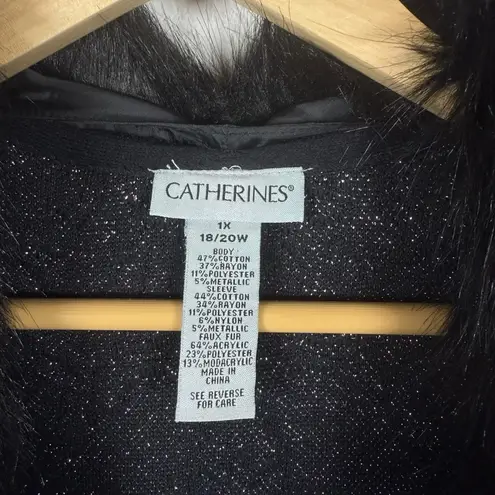 CATHERINES®
1X
18/20W
BODY
47%COTTON
37%RAYON
11%POLYESTER
5%METALLIC
SLEEVE
44%COTTON
34%RAYON
11%POLYESTER
6%NYLON
5%METALLIC
FAUX FUR
64%ACRYLIC
23%POLYESTER
13%MODACRYLIC
MADE IN
CHINA
SEE REVERSE
FOR CARE